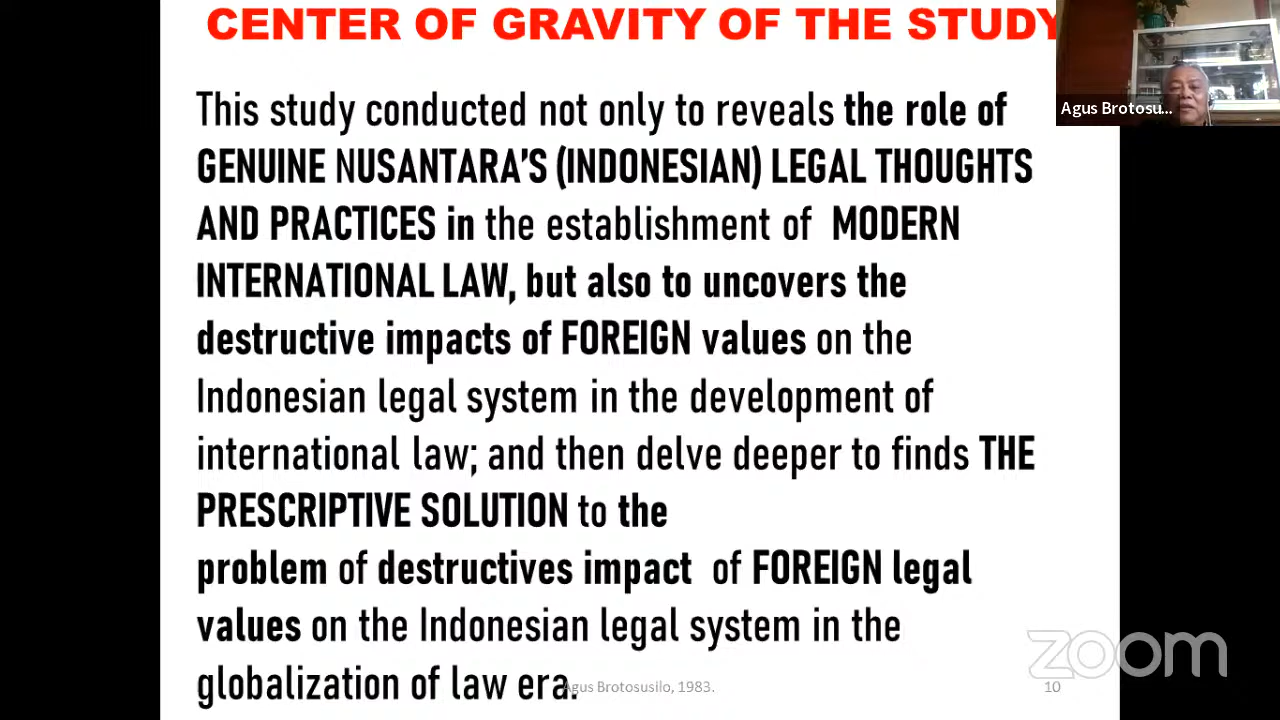 CENTER OF GRAVITY OF THE STUDY
Agus Brotosu...
This study conducted not only to reveals the role of
GENUINE NUSANTARA’S (INDONESIAN) LEGAL THOUGHTS
AND PRACTICES in the establishment of MODERN
INTERNATIONAL LAW, but also to uncovers the
destructive impacts of FOREIGN values on the
Indonesian legal system in the development of
international law; and then delve deeper to finds THE
PRESCRIPTIVE SOLUTION to the
problem of destructives impact of FOREIGN legal
values on the Indonesian legal system in the
globalization of law era.
zoom
Agus Brotosusilo, 1983.
10